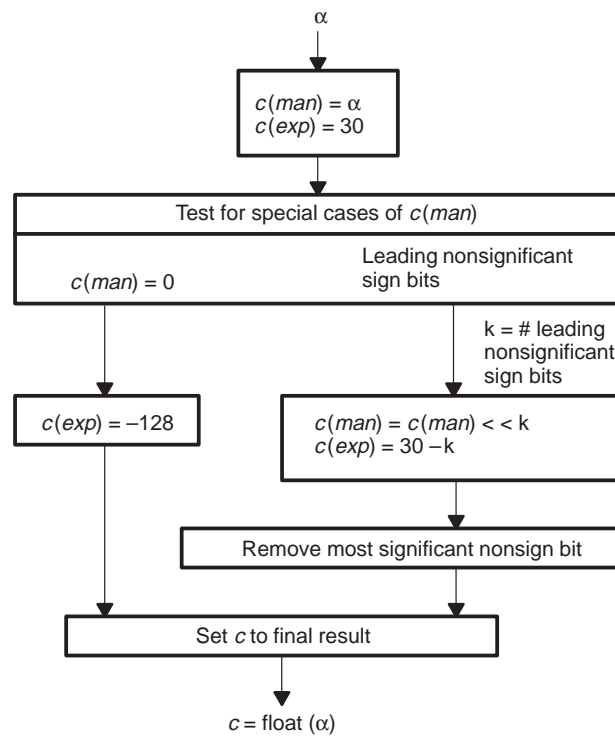 α
c(man) = α
c(exp) = 30
Test for special cases of c(man)
c(man) = 0
Leading nonsignificant
sign bits
k = # leading
nonsignificant
sign bits
c(exp) = –128
c(man) = c(man) < < k
c(exp) = 30 – k
Remove most significant nonsign bit
Set c to final result
c = float (α)